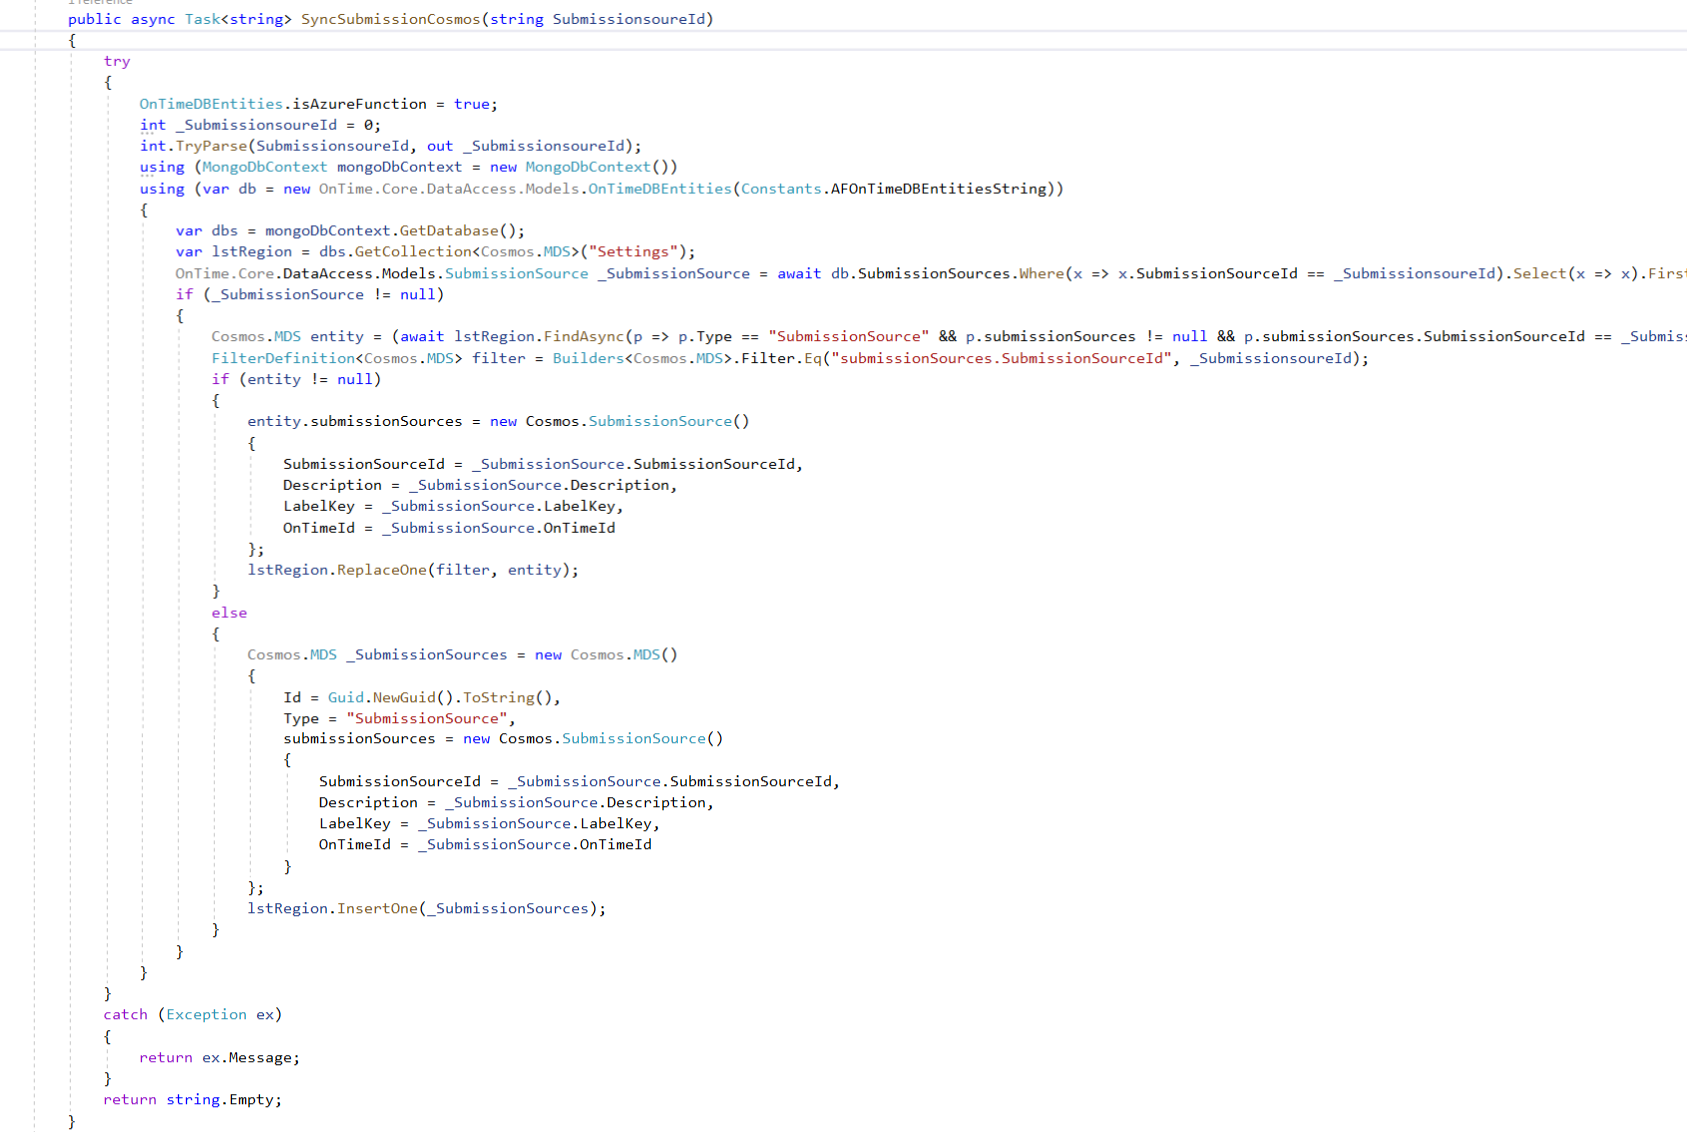 1 reference
public async Task<string> SyncSubmissionCosmos(string SubmissionsoureId)
{
try
{
OnTimeDBEntities.isAzureFunction = true;
int _SubmissionsoureId = 0;
int.TryParse(SubmissionsoureId, out _SubmissionsoureId);
using (MongoDbContext mongoDbContext = new MongoDbContext())
using (var db = new OnTime.Core.DataAccess.Models.OnTimeDBEntities(Constants.AFOnTimeDBEntitiesString))
{
var dbs = mongoDbContext.GetDatabase();
var lstRegion = dbs.GetCollection<Cosmos.MDS>("Settings");
OnTime.Core.DataAccess.Models.SubmissionSource _SubmissionSource = await db.SubmissionSources.Where(x => x.SubmissionSourceId == _SubmissionsoureId).Select(x => x).First
if (_SubmissionSource != null)
{
Cosmos.MDS entity = (await lstRegion.FindAsync(p => p.Type == "SubmissionSource" && p.submissionSources != null && p.submissionSources.SubmissionSourceId == _Submiss
FilterDefinition<Cosmos.MDS> filter = Builders<Cosmos.MDS>.Filter.Eq("submissionSources.SubmissionSourceId", _SubmissionsoureId);
if (entity != null)
{
entity.submissionSources = new Cosmos.SubmissionSource()
{
SubmissionSourceId = _SubmissionSource.SubmissionSourceId,
Description = _SubmissionSource.Description,
LabelKey = _SubmissionSource.LabelKey,
OnTimeId = _SubmissionSource.OnTimeId
};
lstRegion.ReplaceOne(filter, entity);
}
else
{
Cosmos.MDS _SubmissionSources = new Cosmos.MDS()
{
Id = Guid.NewGuid().ToString(),
Type = "SubmissionSource",
submissionSources = new Cosmos.SubmissionSource()
{
SubmissionSourceId = _SubmissionSource.SubmissionSourceId,
Description = _SubmissionSource.Description,
LabelKey = _SubmissionSource.LabelKey,
OnTimeId = _SubmissionSource.OnTimeId
}
};
lstRegion.InsertOne(_SubmissionSources);
}
}
}
}
catch (Exception ex)
{
return ex.Message;
}
return string.Empty;
}